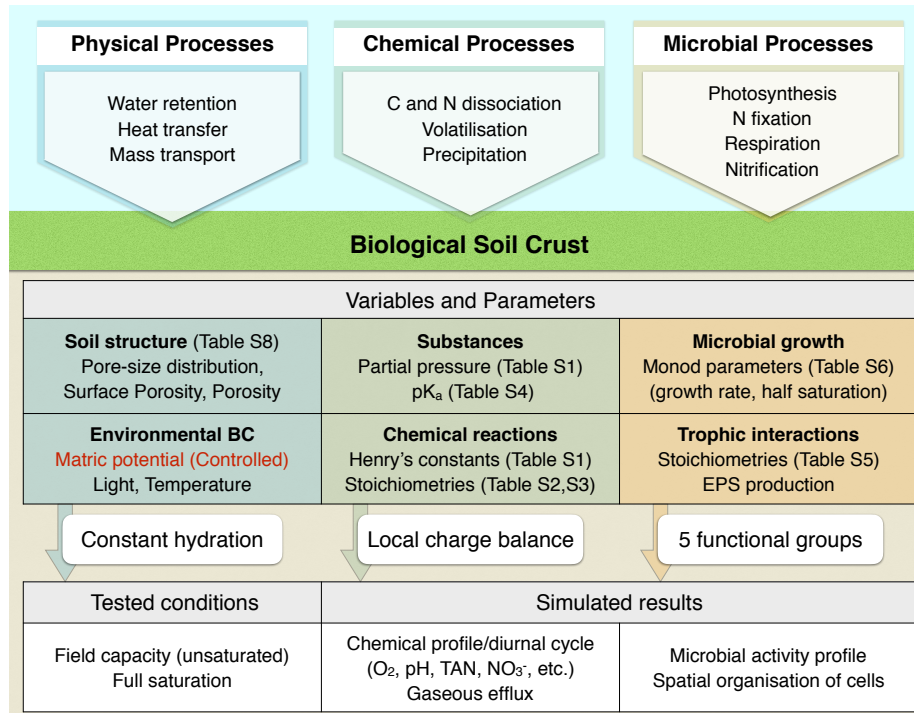 Physical Processes
Water retention
Heat transfer
Mass transport
Chemical Processes
C and N dissociation
Volatilisation
Precipitation
Microbial Processes
Photosynthesis
N fixation
Respiration
Nitrification
Biological Soil Crust
Variables and Parameters
Soil structure (Table S8)
Pore-size distribution,
Surface Porosity, Porosity
Substances
Partial pressure (Table S1)
pKₐ (Table S4)
Microbial growth
Monod parameters (Table S6)
(growth rate, half saturation)
Environmental BC
Matric potential (Controlled)
Light, Temperature
Chemical reactions
Henry's constants (Table S1)
Stoichiometries (Table S2,S3)
Trophic interactions
Stoichiometries (Table S5)
EPS production
Constant hydration
Local charge balance
5 functional groups
Tested conditions
Simulated results
Field capacity (unsaturated)
Full saturation
Chemical profile/diurnal cycle
(O₂, pH, TAN, NO₃⁻, etc.)
Gaseous efflux
Microbial activity profile
Spatial organisation of cells